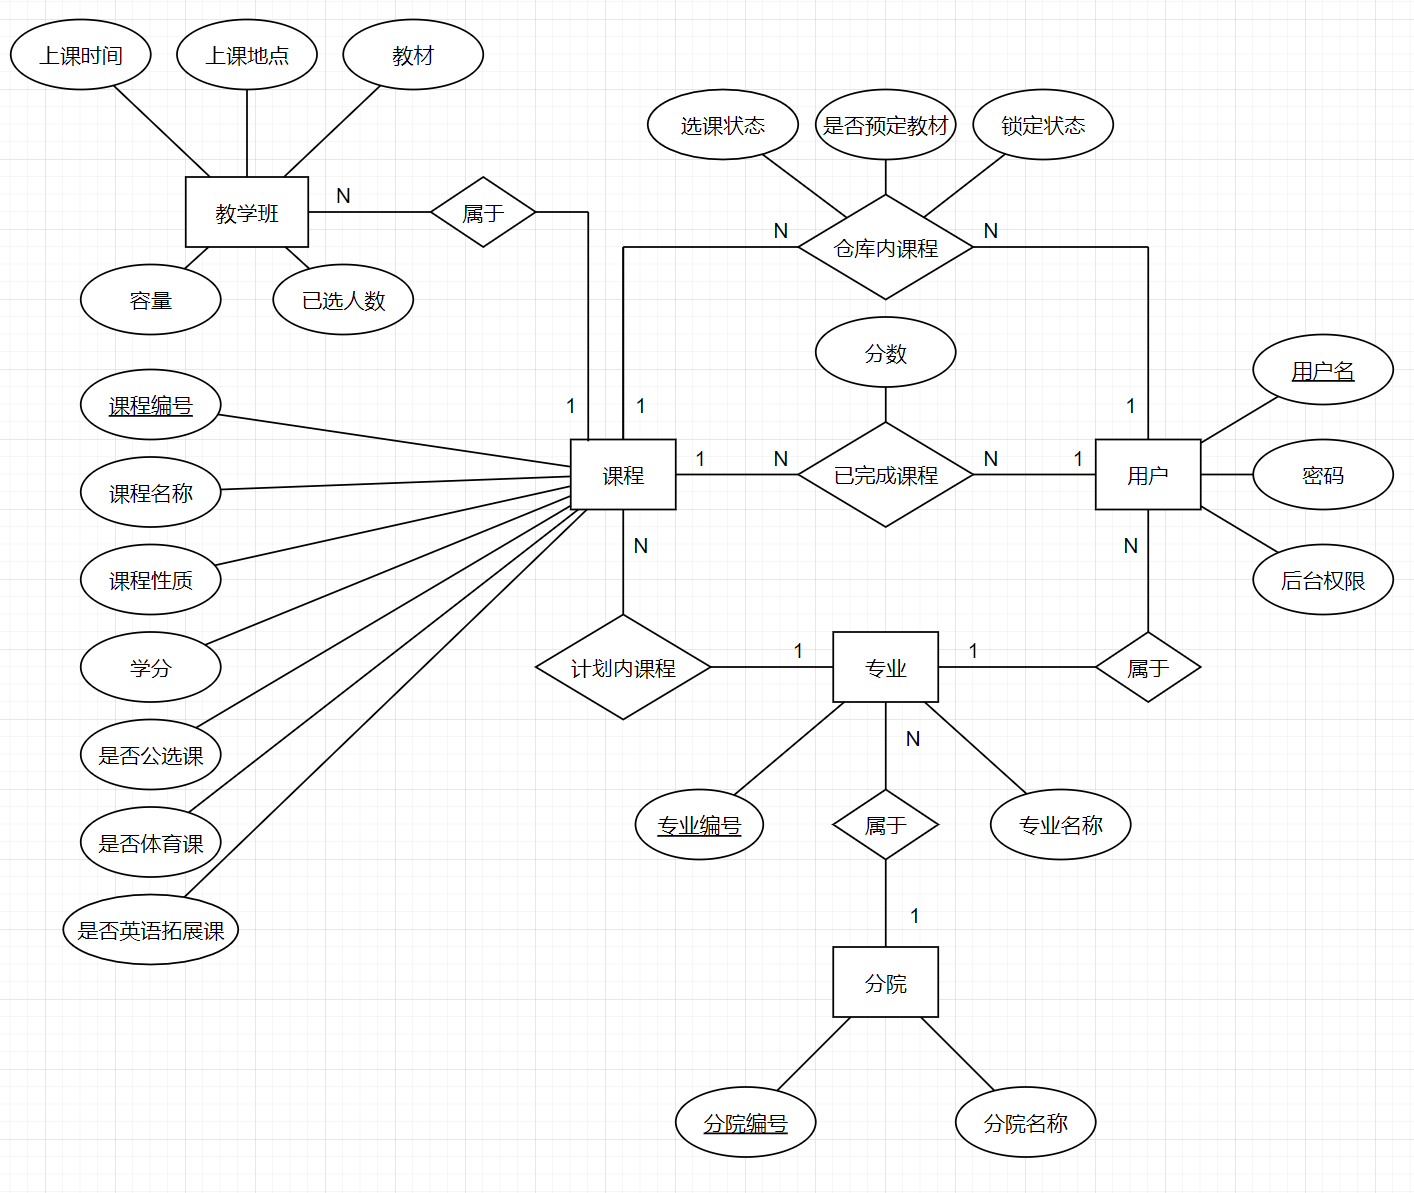 上课时间
上课地点
教材
选课状态
是否预定教材
锁定状态
教学班
N
属于
N
仓库内课程
N
容量
已选人数
分数
用户名
课程编号
1
1
1
课程
1
N
已完成课程
N
1
用户
密码
课程名称
N
N
课程性质
后台权限
学分
计划内课程
1
专业
1
属于
是否公选课
N
专业编号
属于
专业名称
是否体育课
1
是否英语拓展课
分院
分院编号
分院名称